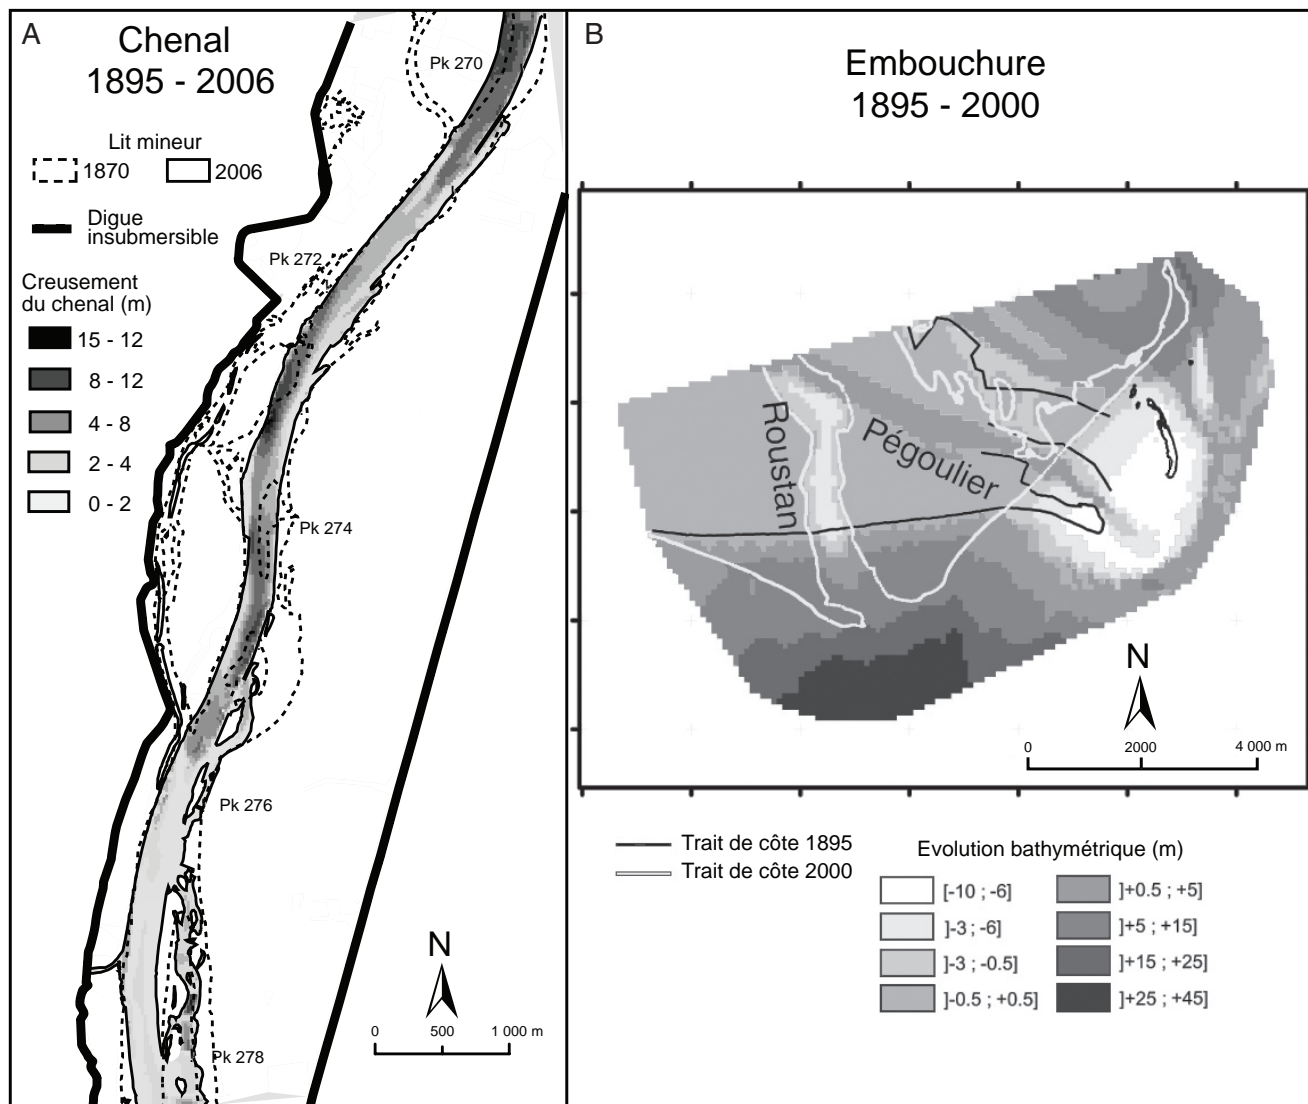 A
Chenal
1895 - 2006
Lit mineur
1870
2006
Digue
insubmersible
Creusement
du chenal (m)
15 - 12
8 - 12
4 - 8
2 - 4
0 - 2
Pk 270
Pk 272
Pk 274
Pk 276
Pk 278
N
0 500 1 000 m
B
Embouchure
1895 - 2000
Roustan
Pégoulier
N
0 2000 4 000 m
Trait de côte 1895
Trait de côte 2000
Evolution bathymétrique (m)
[-10 ; -6]
]-3 ; -6]
]-3 ; -0.5]
]-0.5 ; +0.5]
]+0.5 ; +5]
]+5 ; +15]
]+15 ; +25]
]+25 ; +45]